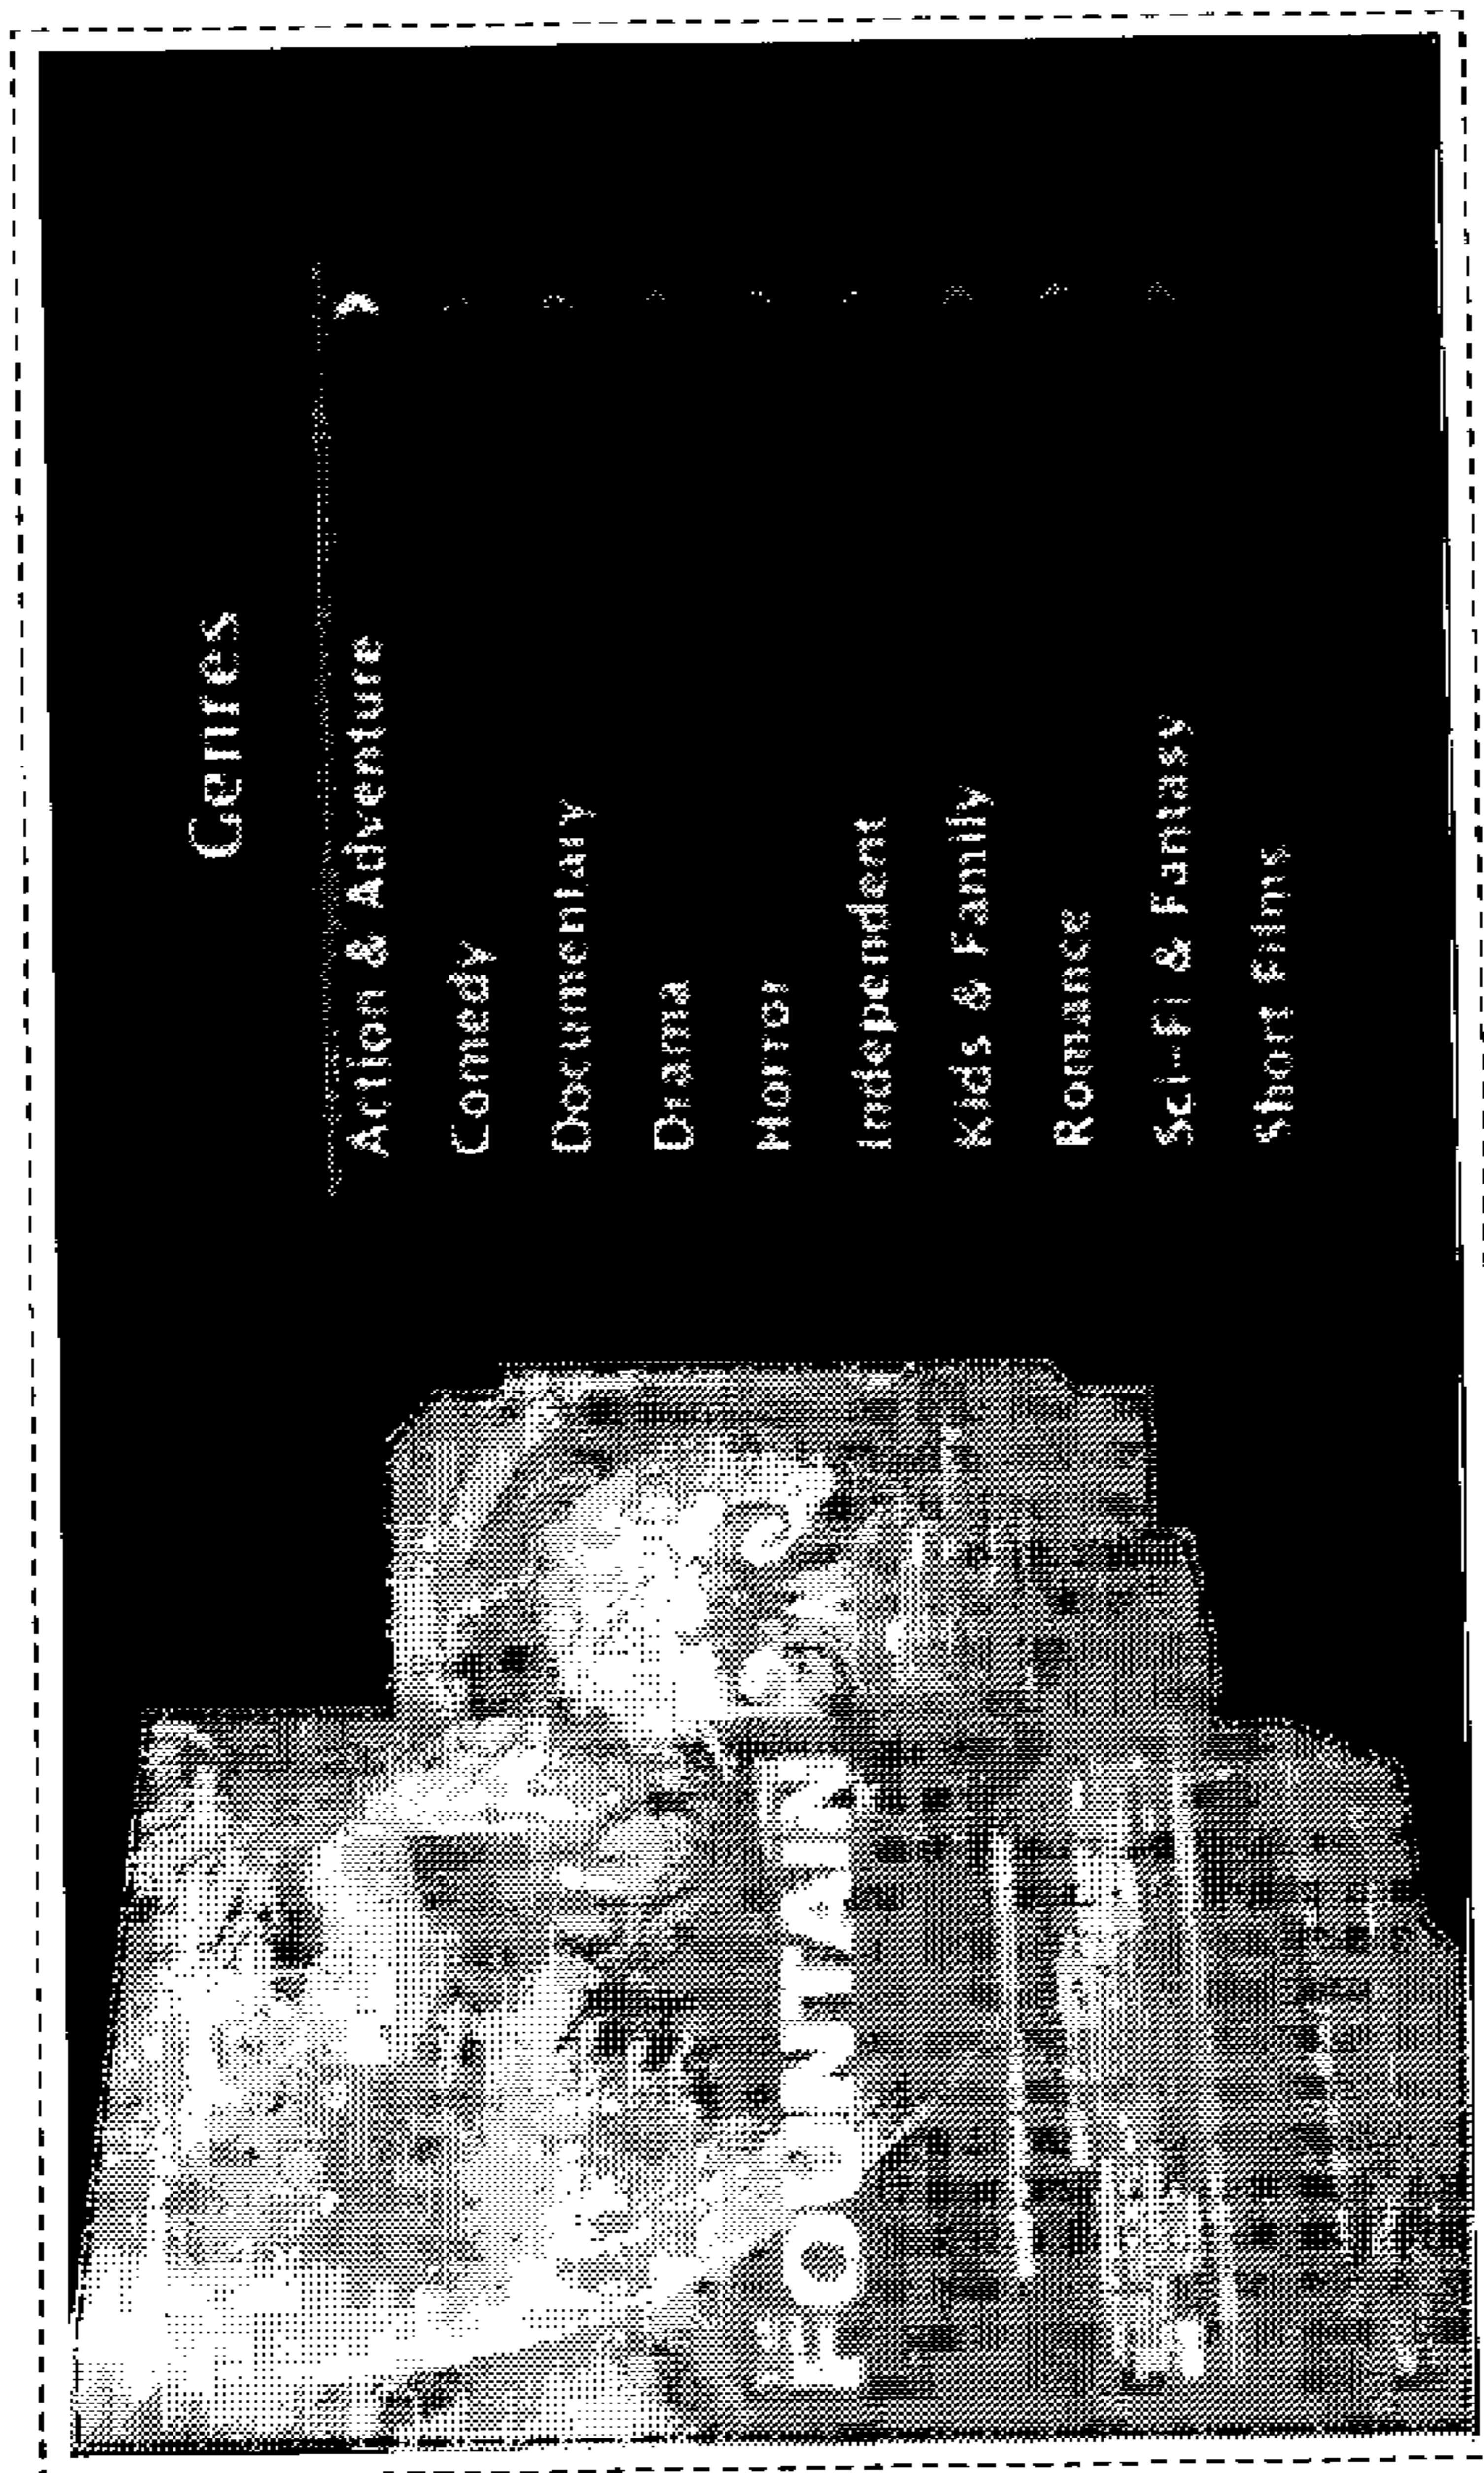 Genres
Action & Adventure
Comedy
Documentary
Drama
Horror
Independent
Kids & Family
Romance
Sci-Fi & Fantasy
Short Films
FOUNTAIN